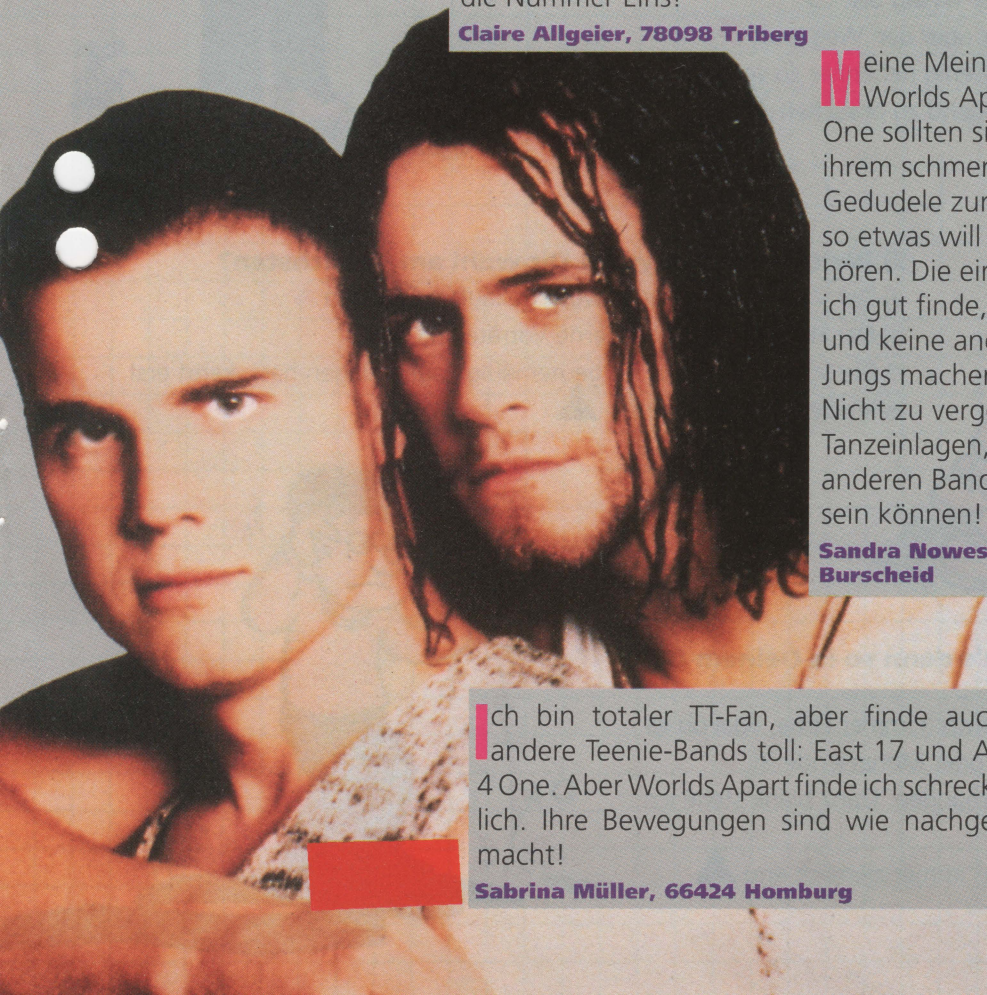 die Nummer Eins!
Claire Allgeier, 78098 Triberg
Meine Mein
Worlds Ap
One sollten si
ihrem schmer
Gedudele zur
so etwas will
hören. Die ein
ich gut finde,
und keine and
Jungs machen
Nicht zu verge
Tanzeinlagen,
anderen Band
sein können!
Sandra Nowes
Burscheid
Ich bin totaler TT-Fan, aber finde auc
andere Teenie-Bands toll: East 17 und A
4 One. Aber Worlds Apart finde ich schreck
lich. Ihre Bewegungen sind wie nachge
macht!
Sabrina Müller, 66424 Homburg